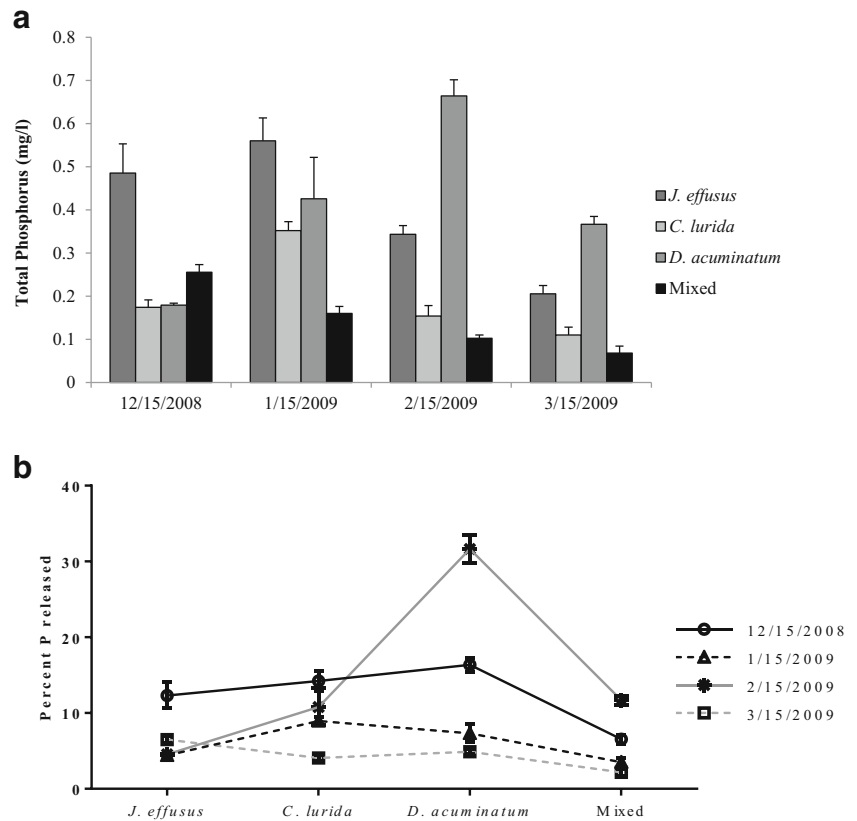 a
Total Phosphorus (mg/l)
0.8
0.7
0.6
0.5
0.4
0.3
0.2
0.1
0
12/15/2008
1/15/2009
2/15/2009
3/15/2009
J. effusus
C. lurida
D. acuminatum
Mixed
b
Percent P released
40
30
20
10
0
J. effusus
C. lurida
D. acuminatum
Mixed
12/15/2008
1/15/2009
2/15/2009
3/15/2009